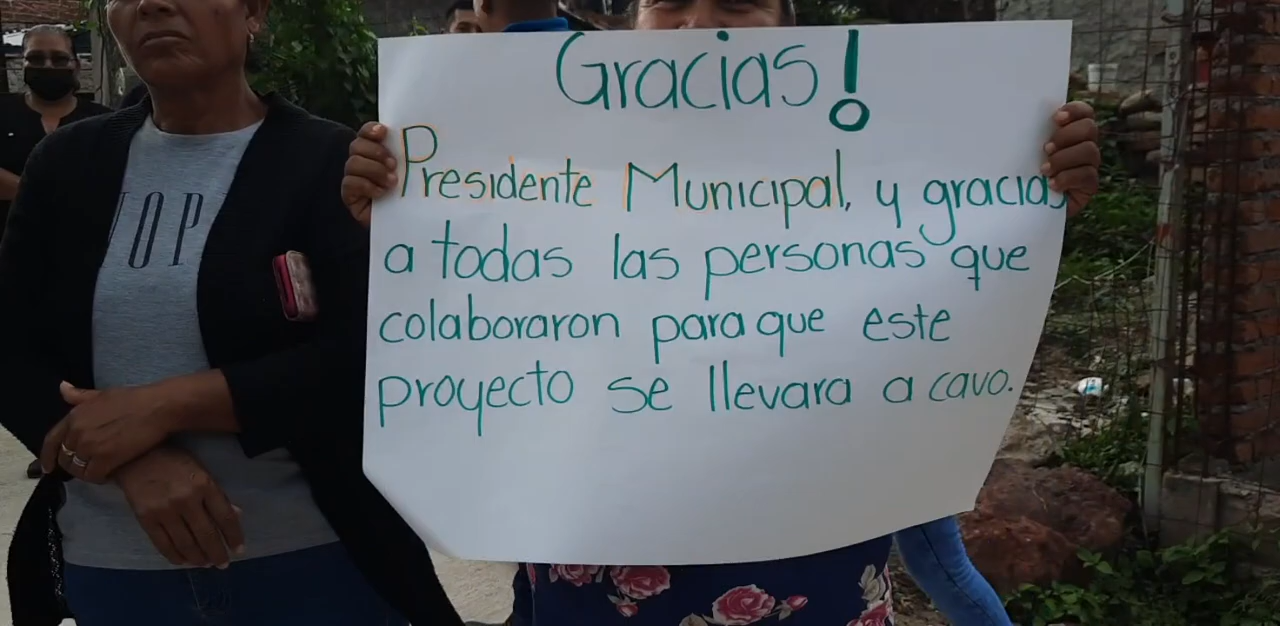 Gracias!
Presidente Municipal, y gracias
a todas las personas que
colaboraron para que este
proyecto se llevara a cavo.